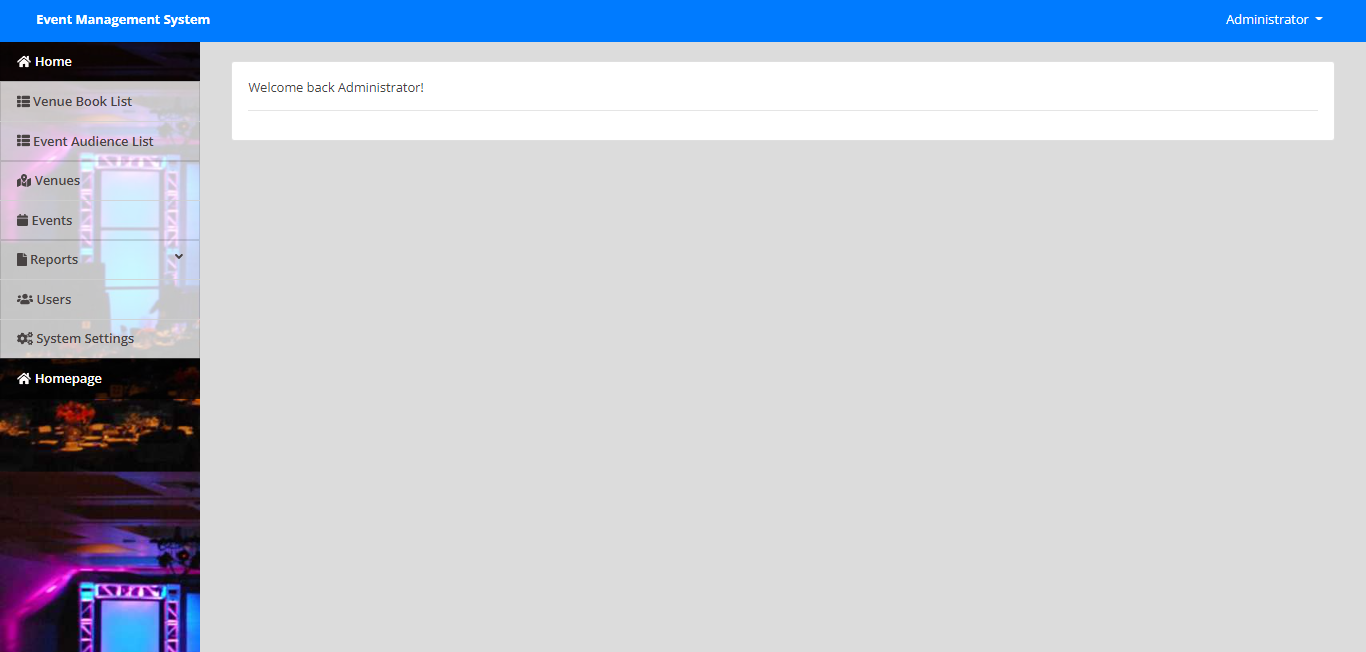 Event Management System
Administrator
Home
Venue Book List
Event Audience List
Venues
Events
Reports
Users
System Settings
Homepage
Welcome back Administrator!